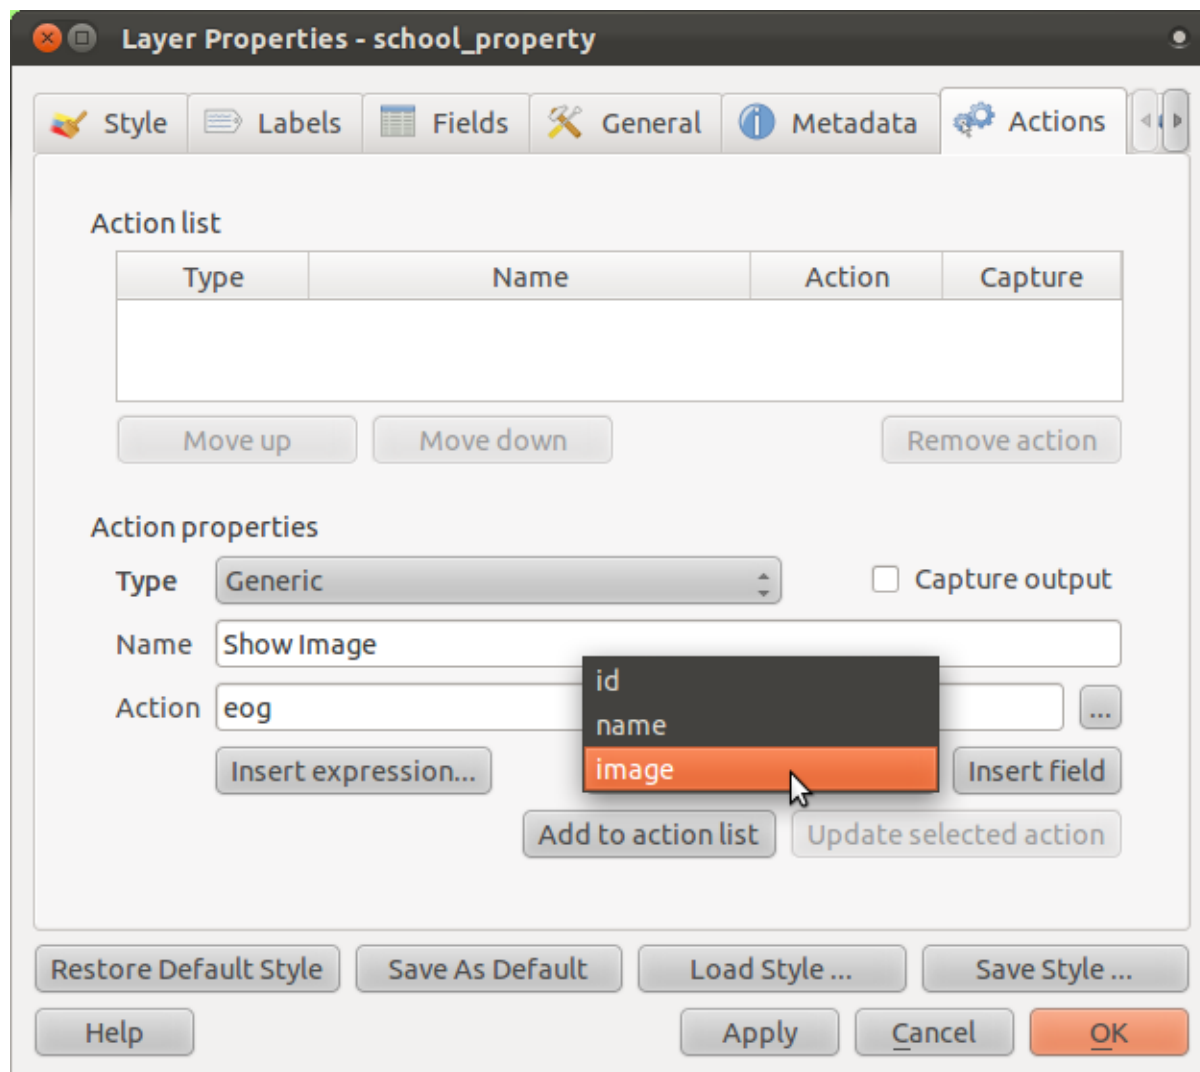 Layer Properties - school_property
Style Labels Fields General Metadata Actions
Action list
Type Name Action Capture
Move up Move down Remove action
Action properties
Type Generic Capture output
Name Show Image
id
Action eog ...
name
image
Insert expression... Insert field
Add to action list Update selected action
Restore Default Style Save As Default Load Style ... Save Style ...
Help Apply Cancel OK